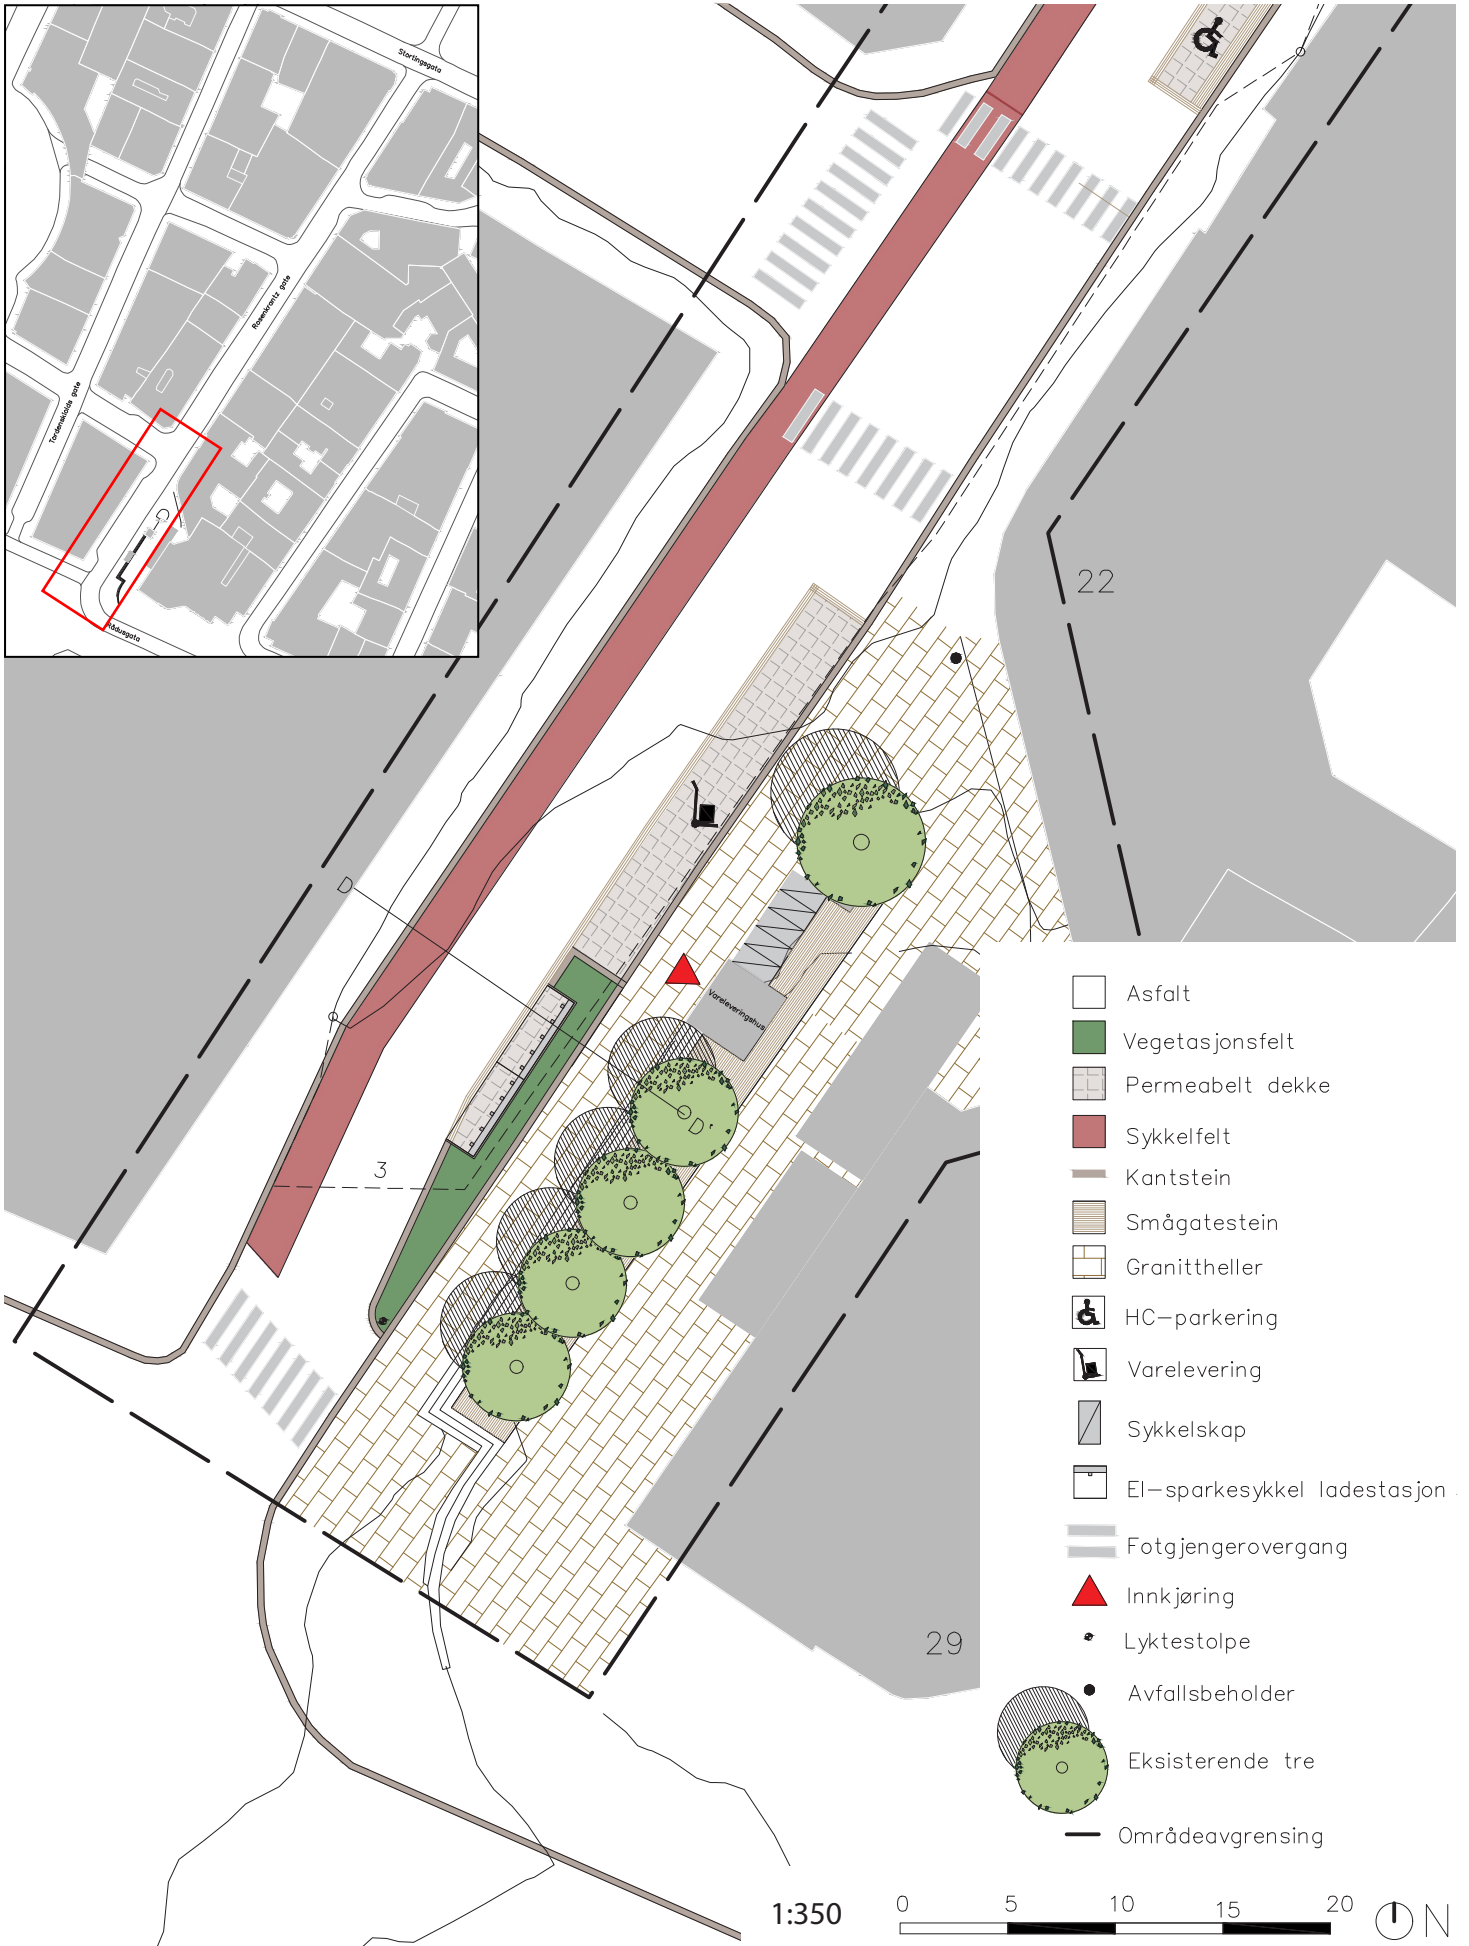 Stortingsgata
Rosenkrantz gate
Tordenskiolds gate
Rådusgata
22
D
Vareleveringshus
D
3
29
Asfalt
Vegetasjonsfelt
Permeabelt dekke
Sykkelfelt
Kantstein
Smågatestein
Granittheller
HC-parkering
Varelevering
Sykkelskap
El-sparkesykkel ladestasjon
Fotgjengerovergang
Innkjøring
Lyktestolpe
Avfallsbeholder
Eksisterende tre
Områdeavgrensing
1:350 0 5 10 15 20 N